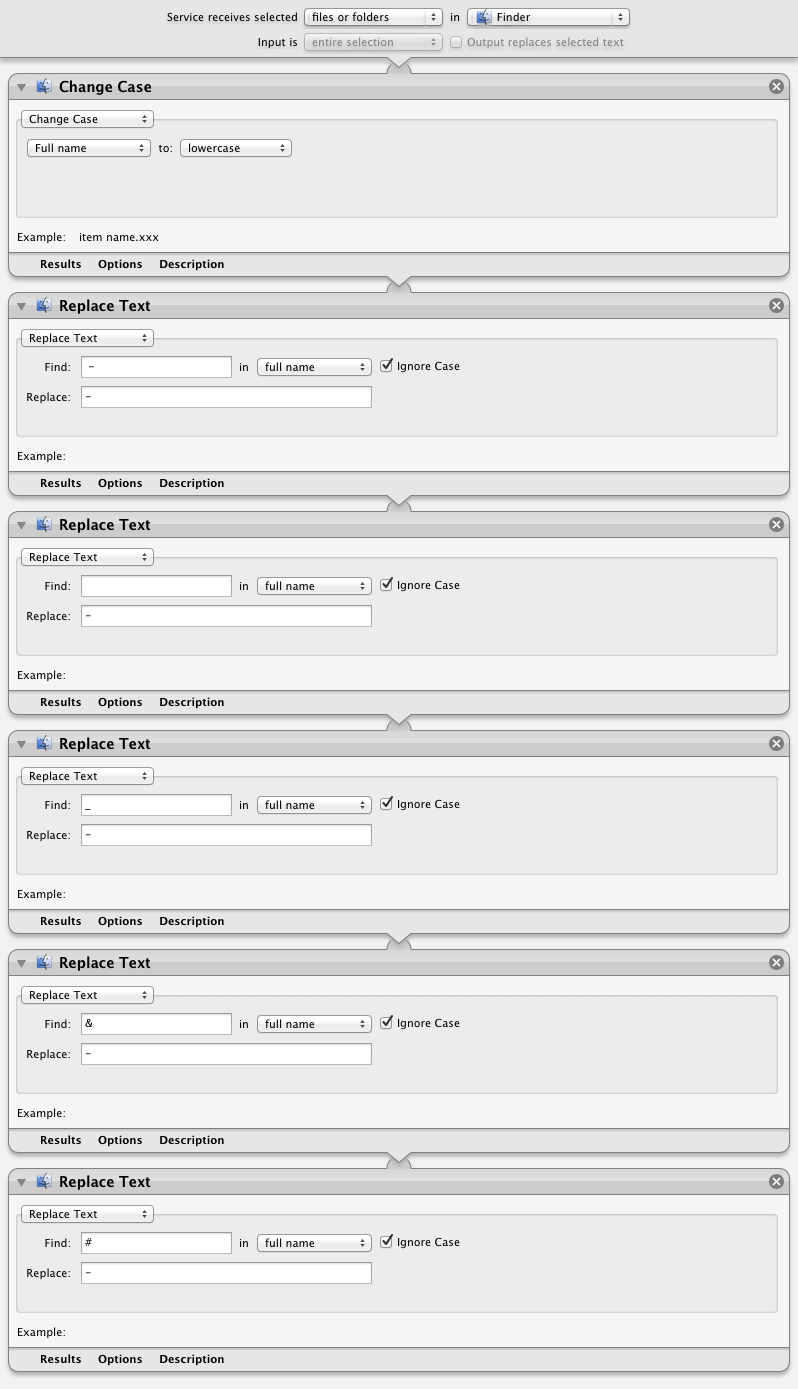 Service receives selected files or folders in Finder
Input is entire selection Output replaces selected text
Change Case
Change Case
Full name to: lowercase
Example: item name.xxx
Results Options Description
Replace Text
Replace Text
Find: - in full name Ignore Case
Replace: -
Example:
Results Options Description
Replace Text
Replace Text
Find: in full name Ignore Case
Replace: -
Example:
Results Options Description
Replace Text
Replace Text
Find: _ in full name Ignore Case
Replace: -
Example:
Results Options Description
Replace Text
Replace Text
Find: & in full name Ignore Case
Replace: -
Example:
Results Options Description
Replace Text
Replace Text
Find: # in full name Ignore Case
Replace: -
Example:
Results Options Description